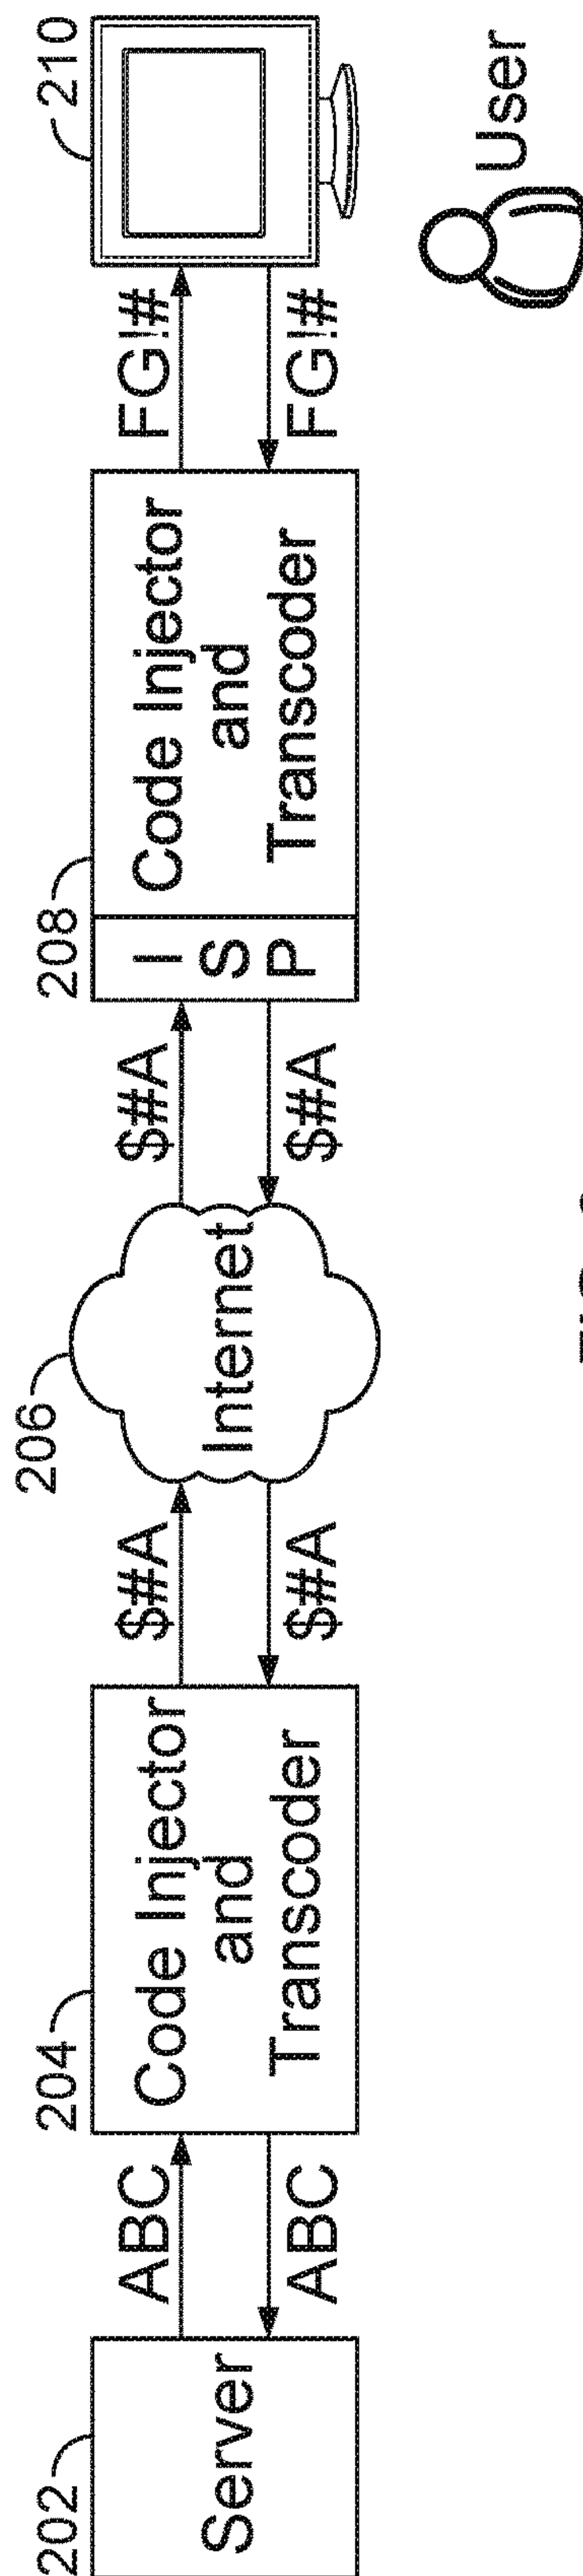 202
204
206
208
210
Server
ABC
ABC
Code Injector
and
Transcoder
$#A
$#A
Internet
$#A
$#A
I
S
P
Code Injector
and
Transcoder
FG!#
FG!#
User